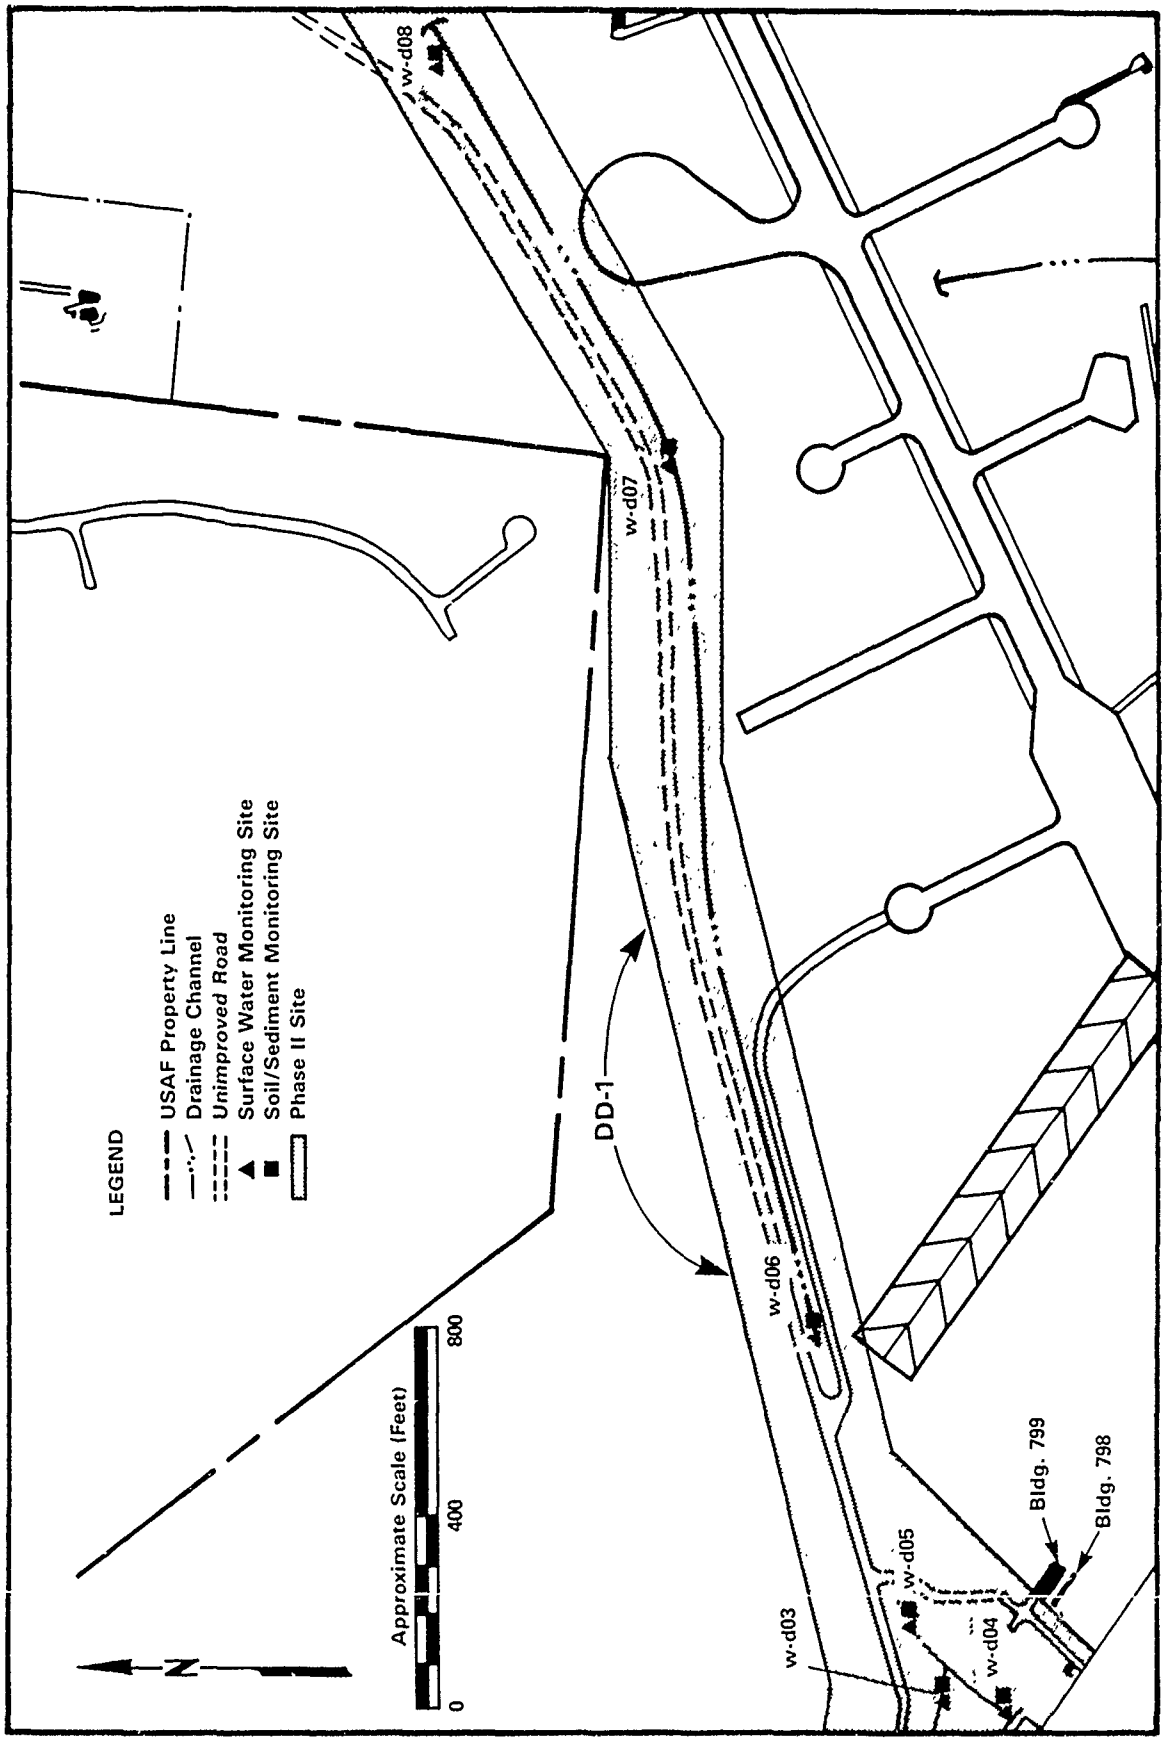 LEGEND
USAF Property Line
Drainage Channel
Unimproved Road
Surface Water Monitoring Site
Soil/Sediment Monitoring Site
Phase II Site
N
Approximate Scale (Feet)
0
400
800
DD-1
w-d03
w-d04
w-d05
w-d06
w-d07
w-d08
Bldg. 799
Bldg. 798